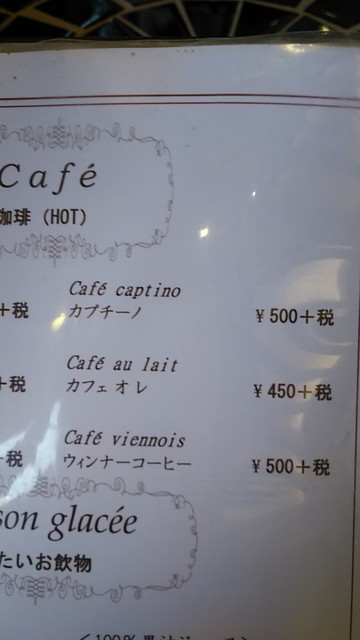 Café
珈琲 (HOT)
Café captino
+税 カプチーノ ¥500+税
Café au lait
+税 カフェオレ ¥450+税
Café viennois
+税 ウィンナーコーヒー ¥500+税
son glacée
たいお飲物